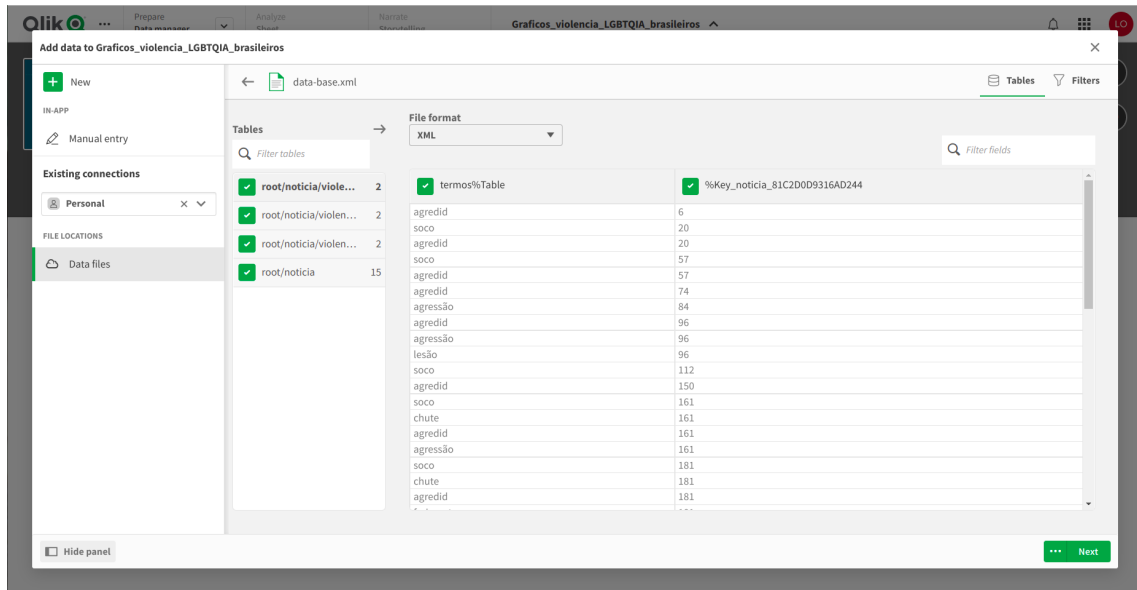 Qlik
Prepare
Data manager
Analyze
Sheet
Narrate
Storytelling
Graficos_violencia_LGBTQIA_brasileiros
LO
Add data to Graficos_violencia_LGBTQIA_brasileiros
New
data-base.xml
Tables
Filters
IN-APP
Manual entry
Existing connections
Personal
FILE LOCATIONS
Data files
Tables
Filter tables
root/noticia/viole... 2
root/noticia/violen... 2
root/noticia/violen... 2
root/noticia 15
File format
XML
Filter fields
termos%Table %Key_noticia_81C2D0D9316AD244
agredid 6
soco 20
agredid 20
soco 57
agredid 57
agredid 74
agressão 84
agredid 96
agressão 96
lesão 96
soco 112
agredid 150
soco 161
chute 161
agredid 161
agressão 161
soco 181
chute 181
agredid 181
Hide panel
... Next